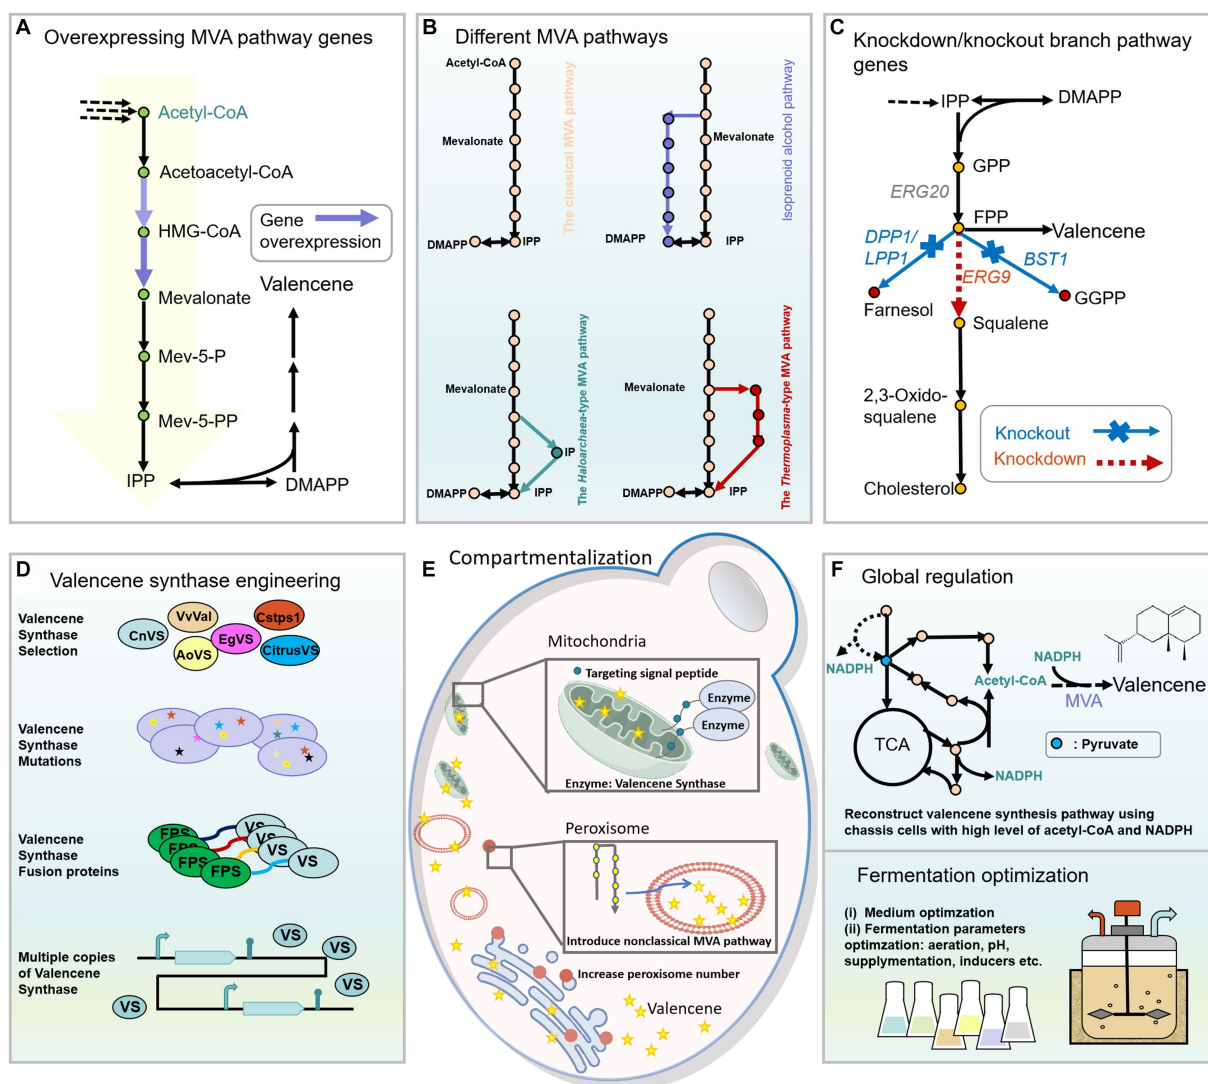 A
Overexpressing MVA pathway genes
Acetyl-CoA
Acetoacetyl-CoA
HMG-CoA
Gene
overexpression
Mevalonate
Valencene
Mev-5-P
Mev-5-PP
IPP
DMAPP
B
Different MVA pathways
Acetyl-CoA
Mevalonate
DMAPP
IPP
The classical MVA pathway
Mevalonate
DMAPP
IPP
Isoprenoid alcohol pathway
Mevalonate
IP
DMAPP
IPP
The Haloarchaea-type MVA pathway
Mevalonate
DMAPP
IPP
The Thermoplasma-type MVA pathway
C
Knockdown/knockout branch pathway
genes
IPP
DMAPP
GPP
ERG20
FPP
Valencene
DPP1/
LPP1
BST1
ERG9
Farnesol
GGPP
Squalene
2,3-Oxido-
squalene
Knockout
Knockdown
Cholesterol
D
Valencene synthase engineering
Valencene
Synthase
Selection
CnVS
VvVal
Cstps1
AoVS
EgVS
CitrusVS
Valencene
Synthase
Mutations
Valencene
Synthase
Fusion proteins
FPS
FPS
FPS
FPS
VS
VS
VS
VS
Multiple copies
of Valencene
Synthase
VS
VS
VS
VS
E
Compartmentalization
Mitochondria
Targeting signal peptide
Enzyme
Enzyme
Enzyme: Valencene Synthase
Peroxisome
Introduce nonclassical MVA pathway
Increase peroxisome number
Valencene
F
Global regulation
NADPH
Acetyl-CoA
NADPH
MVA
Valencene
TCA
: Pyruvate
NADPH
Reconstruct valencene synthesis pathway using
chassis cells with high level of acetyl-CoA and NADPH
Fermentation optimization
(i) Medium optimzation
(ii) Fermentation parameters
optimzation: aeration, pH,
supplymentation, inducers etc.